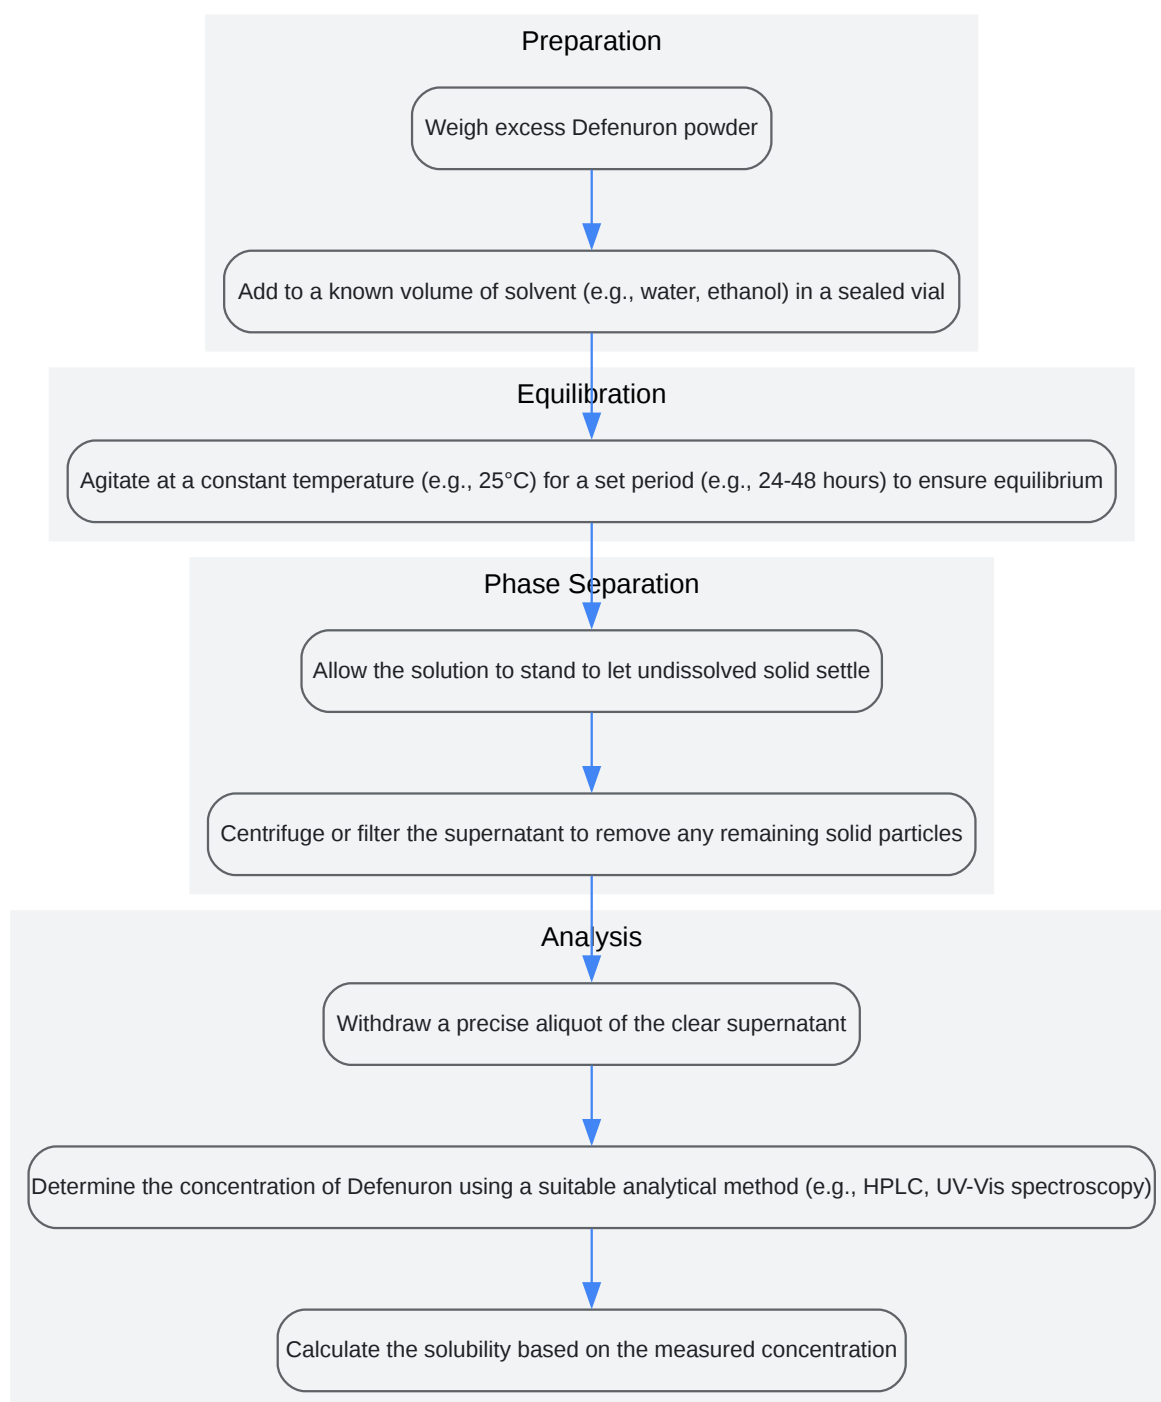 Preparation
Weigh excess Defenuron powder
Add to a known volume of solvent (e.g., water, ethanol) in a sealed vial
Equilibration
Agitate at a constant temperature (e.g., 25°C) for a set period (e.g., 24-48 hours) to ensure equilibrium
Phase Separation
Allow the solution to stand to let undissolved solid settle
Centrifuge or filter the supernatant to remove any remaining solid particles
Analysis
Withdraw a precise aliquot of the clear supernatant
Determine the concentration of Defenuron using a suitable analytical method (e.g., HPLC, UV-Vis spectroscopy)
Calculate the solubility based on the measured concentration